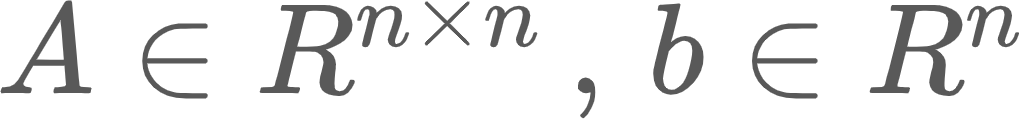 A ∈ R^{n×n} , b ∈ R^n